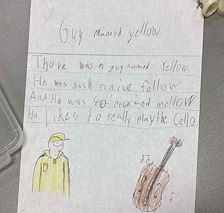 Guy named yellow
There was a guy named Yellow
He was such a nice fellow
And He was so mellow
He likes to really play the Cello